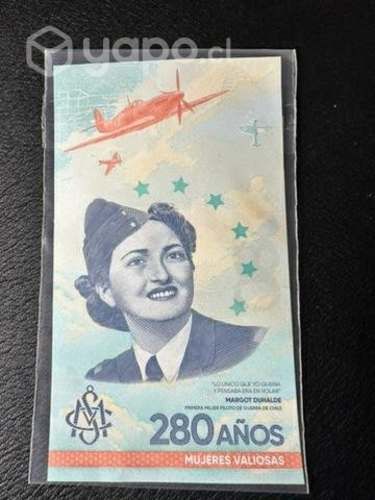 yapo.cl
"LO ÚNICO QUE YO QUERÍA
Y PENSABA ERA EN VOLAR"
MARGOT DUHALDE
PRIMERA MUJER PILOTO DE GUERRA DE CHILE
280 AÑOS
MUJERES VALIOSAS